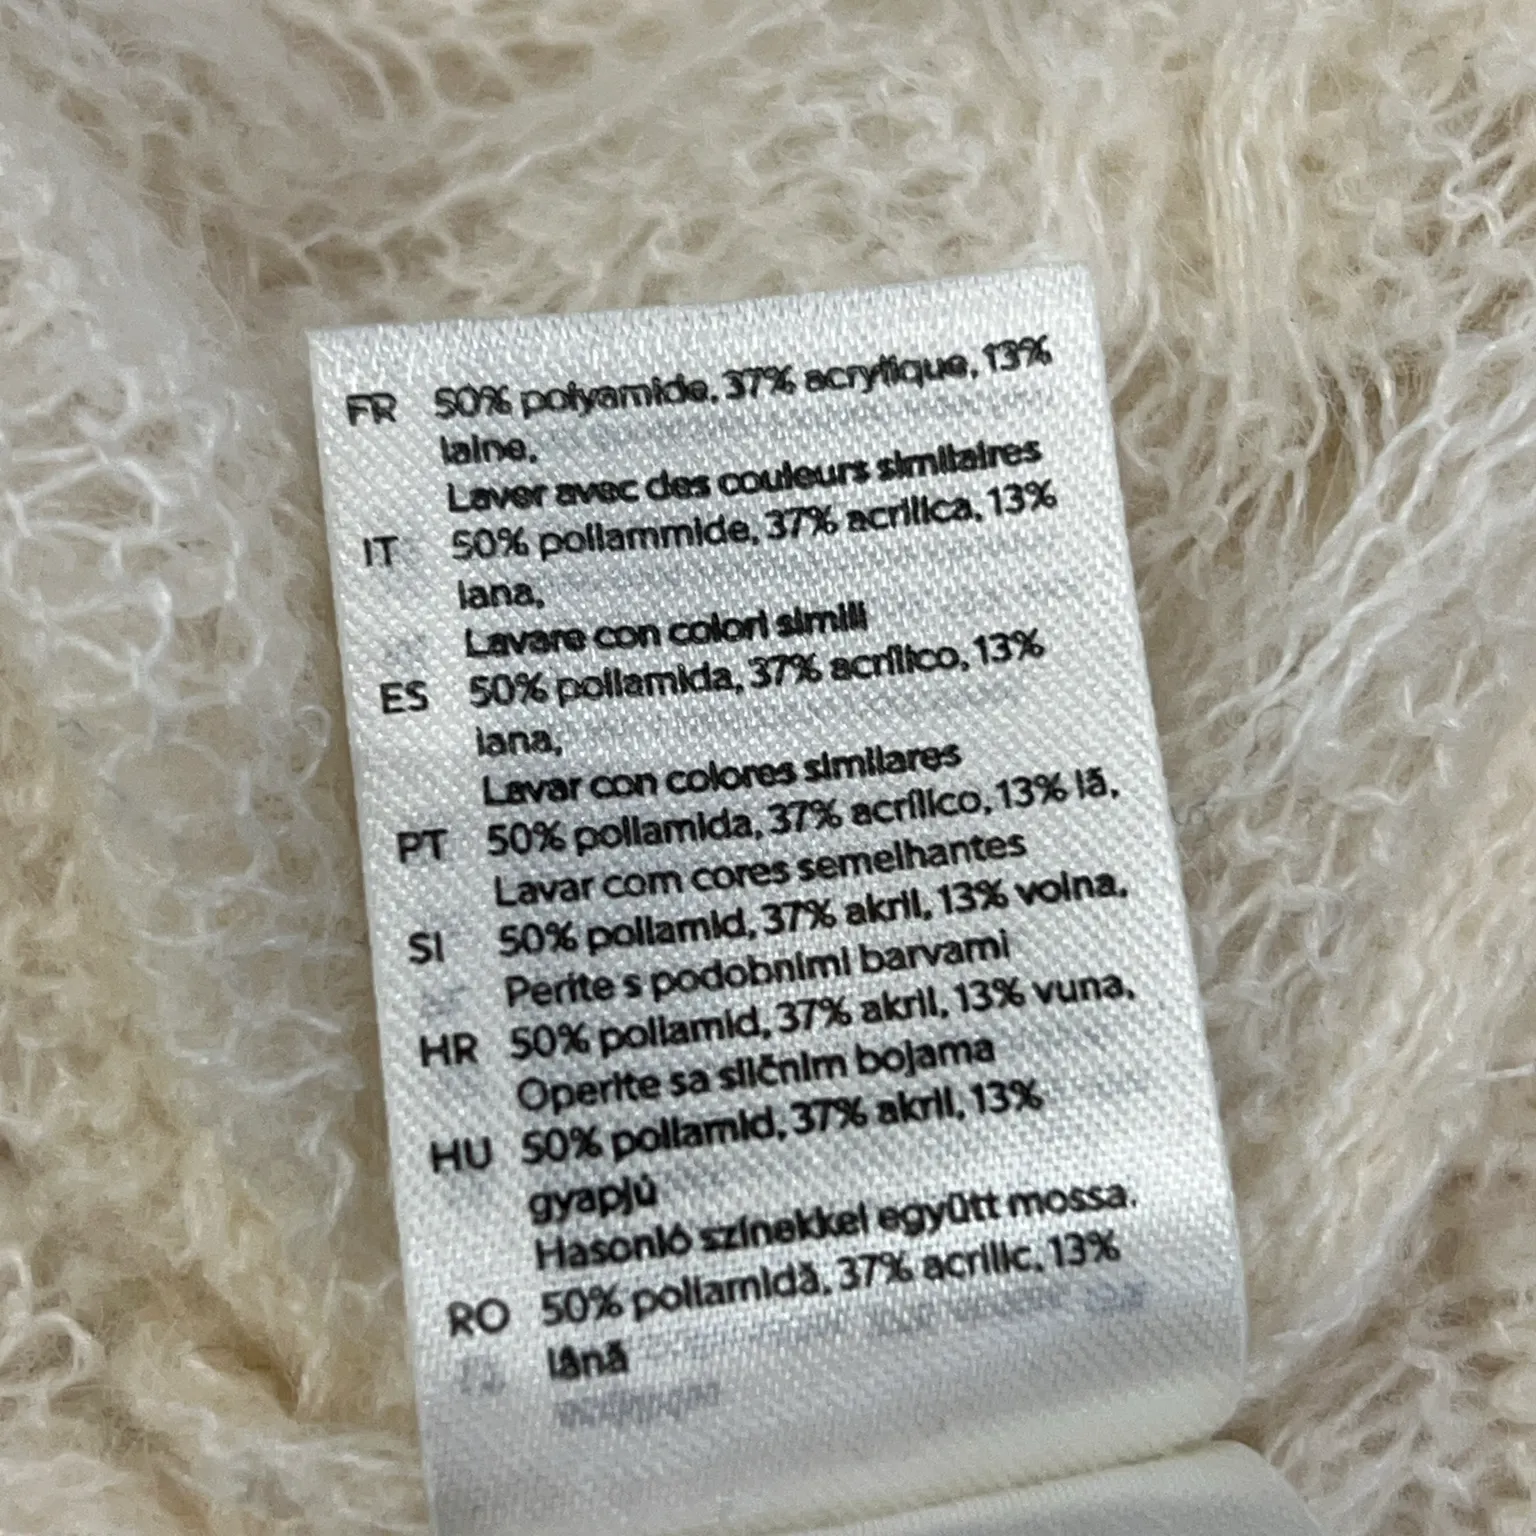 FR 50% polyamide, 37% acrylique, 13%
laine,
Laver avec des couleurs similaires
IT 50% poliammide, 37% acrilica, 13%
lana,
Lavare con colori simili
ES 50% poliamida, 37% acrílico, 13%
lana,
Lavar con colores similares
PT 50% poliamida, 37% acrílico, 13% lã,
Lavar com cores semelhantes
SI 50% poliamid, 37% akril, 13% volna,
Perite s podobnimi barvami
HR 50% poliamid, 37% akril, 13% vuna,
Operite sa sličnim bojama
HU 50% poliamid, 37% akril, 13%
gyapjú
Hasonló színekkel együtt mossa.
RO 50% poliamidă, 37% acrilic, 13%
lână